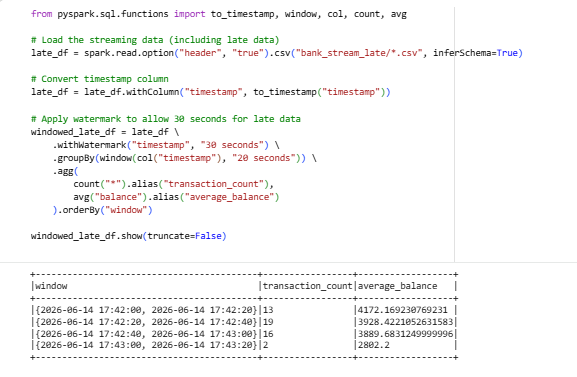 from pyspark.sql.functions import to_timestamp, window, col, count, avg
# Load the streaming data (including late data)
late_df = spark.read.option("header", "true").csv("bank_stream_late/*.csv", inferSchema=True)
# Convert timestamp column
late_df = late_df.withColumn("timestamp", to_timestamp("timestamp"))
# Apply watermark to allow 30 seconds for late data
windowed_late_df = late_df \
    .withWatermark("timestamp", "30 seconds") \
    .groupBy(window(col("timestamp"), "20 seconds")) \
    .agg(
        count("*").alias("transaction_count"),
        avg("balance").alias("average_balance")
    ).orderBy("window")
windowed_late_df.show(truncate=False)
+------------------------------------------+-----------------+------------------+
|window                                    |transaction_count|average_balance   |
+------------------------------------------+-----------------+------------------+
|{2026-06-14 17:42:00, 2026-06-14 17:42:20}|13               |4172.169230769231 |
|{2026-06-14 17:42:20, 2026-06-14 17:42:40}|19               |3928.4221052631583|
|{2026-06-14 17:42:40, 2026-06-14 17:43:00}|16               |3889.6831249999996|
|{2026-06-14 17:43:00, 2026-06-14 17:43:20}|2                |2802.2            |
+------------------------------------------+-----------------+------------------+